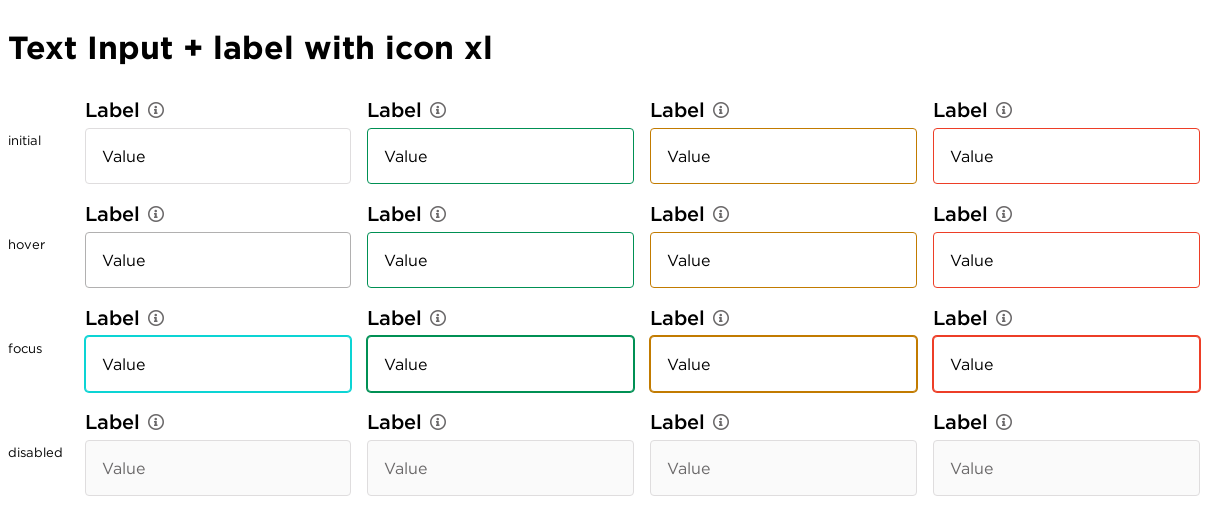 Text Input + label with icon xl
Label Label Label Label
initial Value Value Value Value
Label Label Label Label
hover Value Value Value Value
Label Label Label Label
focus Value Value Value Value
Label Label Label Label
disabled Value Value Value Value